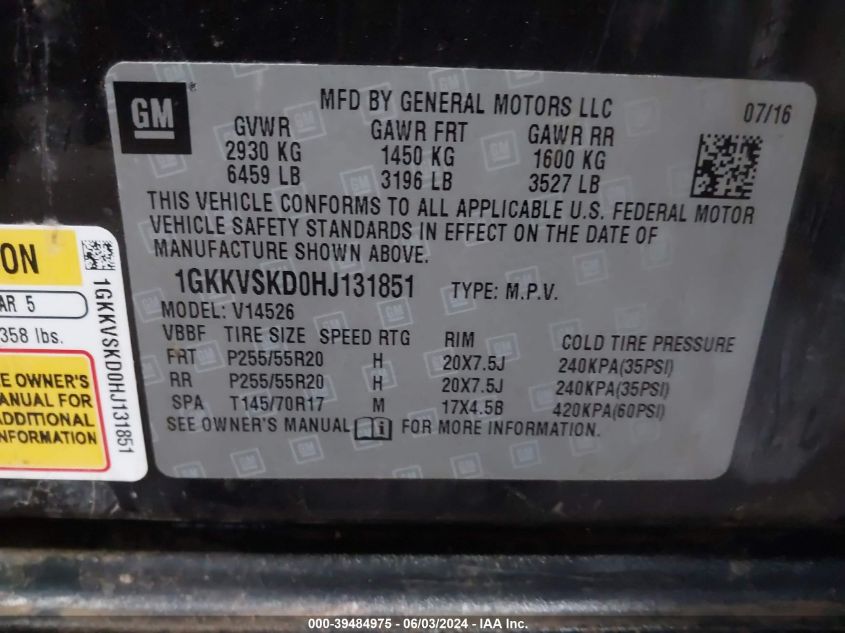 GM
MFD BY GENERAL MOTORS LLC
07/16
GVWR GAWR FRT GAWR RR
2930 KG 1450 KG 1600 KG
6459 LB 3196 LB 3527 LB
THIS VEHICLE CONFORMS TO ALL APPLICABLE U.S. FEDERAL MOTOR
VEHICLE SAFETY STANDARDS IN EFFECT ON THE DATE OF
MANUFACTURE SHOWN ABOVE.
1GKKVSKD0HJ131851 TYPE: M.P.V.
MODEL: V14526
VBBF TIRE SIZE SPEED RTG RIM COLD TIRE PRESSURE
FRT P255/55R20 H 20X7.5J 240KPA(35PSI)
RR P255/55R20 H 20X7.5J 240KPA(35PSI)
SPA T145/70R17 M 17X4.5B 420KPA(60PSI)
SEE OWNER'S MANUAL FOR MORE INFORMATION.
ON
AR 5
358 lbs.
E OWNER'S
ANUAL FOR
ADDITIONAL
NFORMATION
1GKKVSKD0HJ131851
000-39484975 - 06/03/2024 - IAAI Inc.